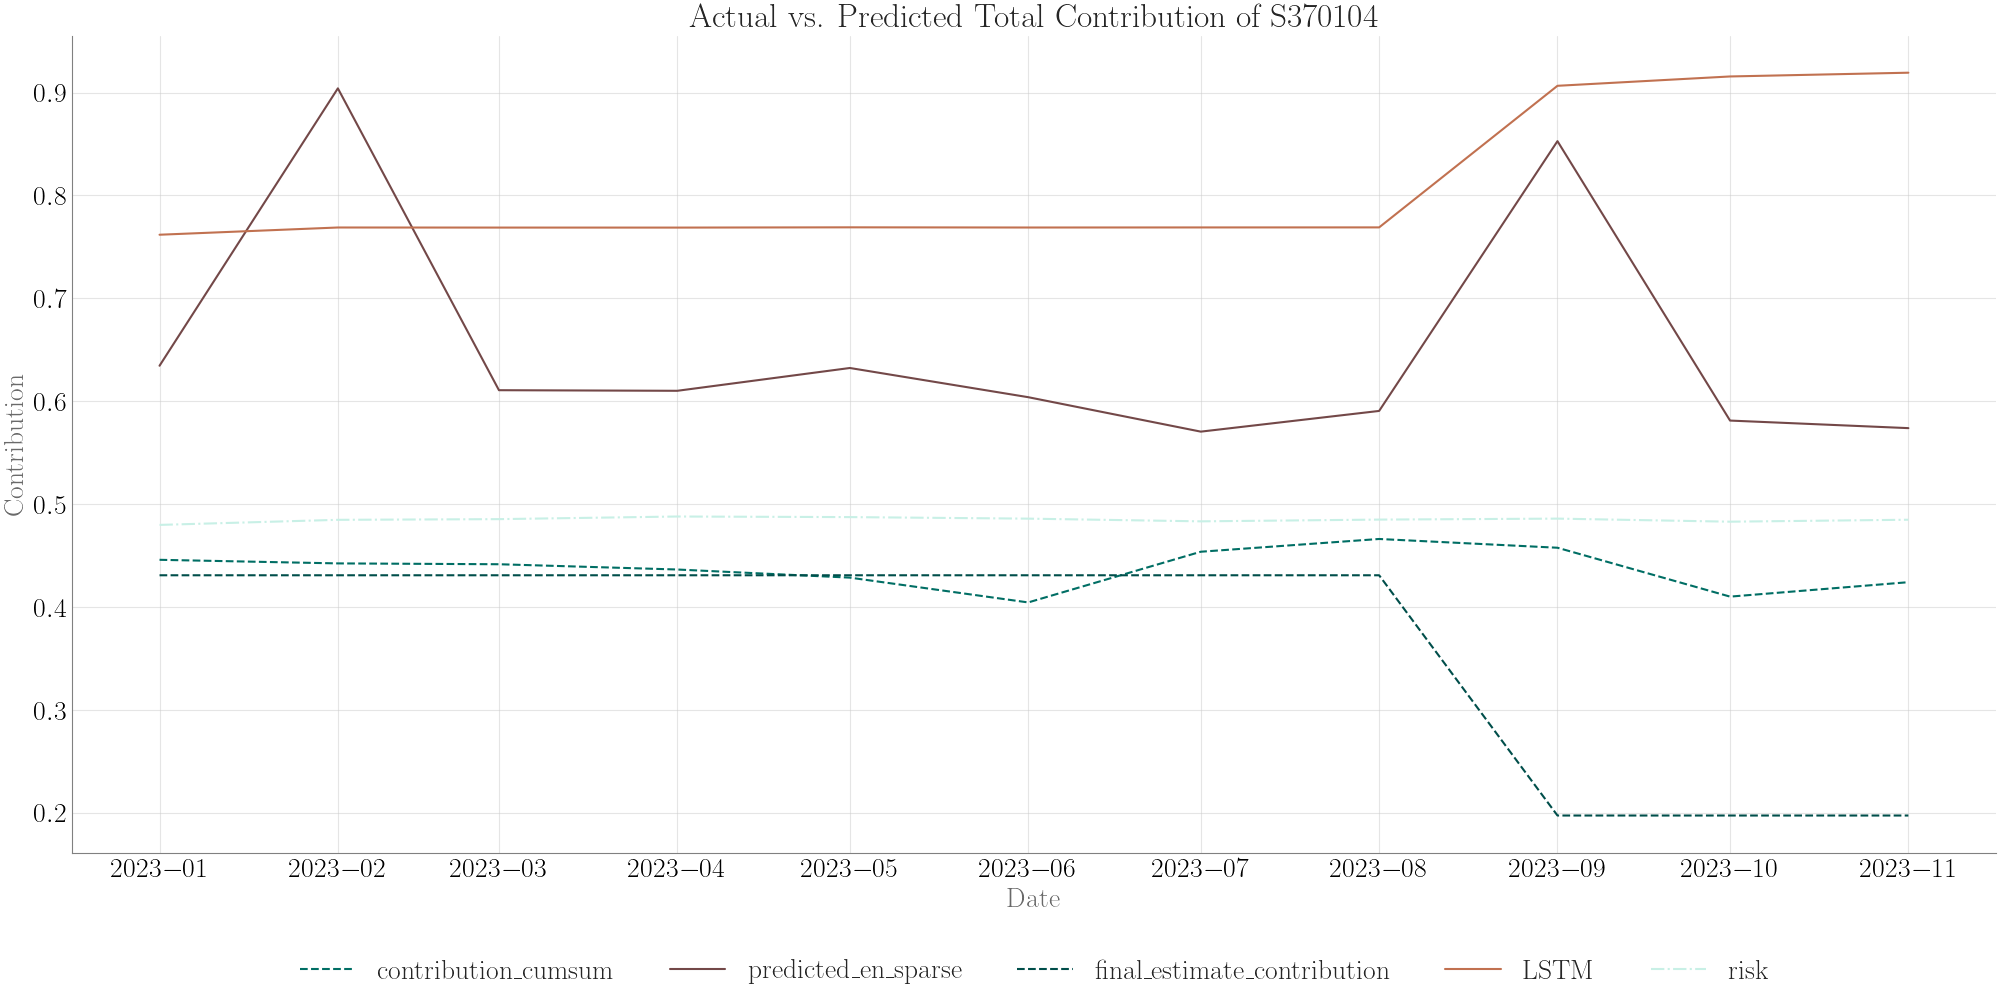 Actual vs. Predicted Total Contribution of S370104
Contribution
0.9
0.8
0.7
0.6
0.5
0.4
0.3
0.2
2023−01 2023−02 2023−03 2023−04 2023−05 2023−06 2023−07 2023−08 2023−09 2023−10 2023−11
Date
contribution_cumsum predicted_en_sparse final_estimate_contribution LSTM risk